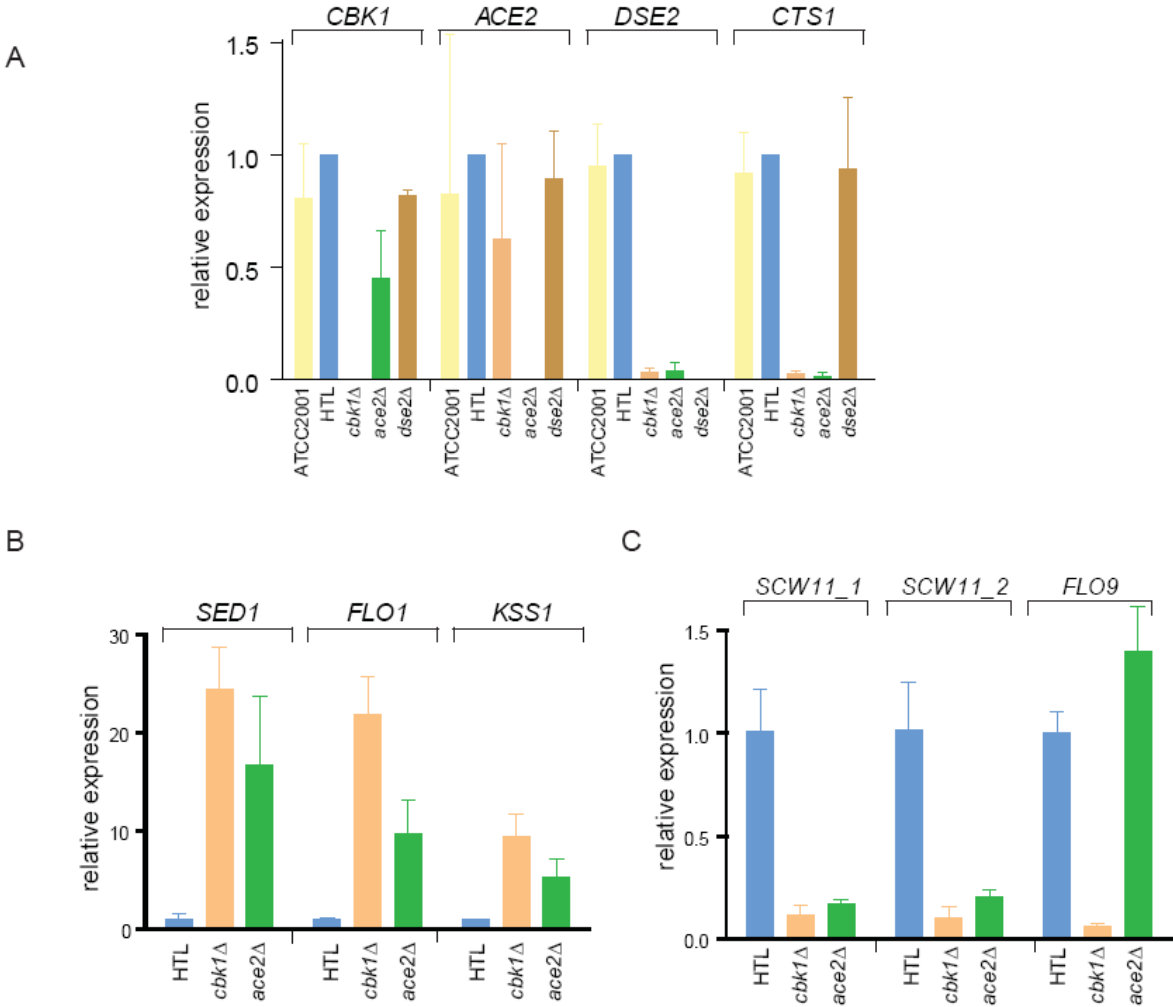 A
CBK1 ACE2 DSE2 CTS1
relative expression
1.5
1.0
0.5
0.0
ATCC2001 HTL cbk1Δ ace2Δ dse2Δ ATCC2001 HTL cbk1Δ ace2Δ dse2Δ ATCC2001 HTL cbk1Δ ace2Δ dse2Δ ATCC2001 HTL cbk1Δ ace2Δ dse2Δ
B
SED1 FLO1 KSS1
relative expression
30
20
10
0
HTL cbk1Δ ace2Δ HTL cbk1Δ ace2Δ HTL cbk1Δ ace2Δ
C
SCW11_1 SCW11_2 FLO9
relative expression
1.5
1.0
0.5
0.0
HTL cbk1Δ ace2Δ HTL cbk1Δ ace2Δ HTL cbk1Δ ace2Δ